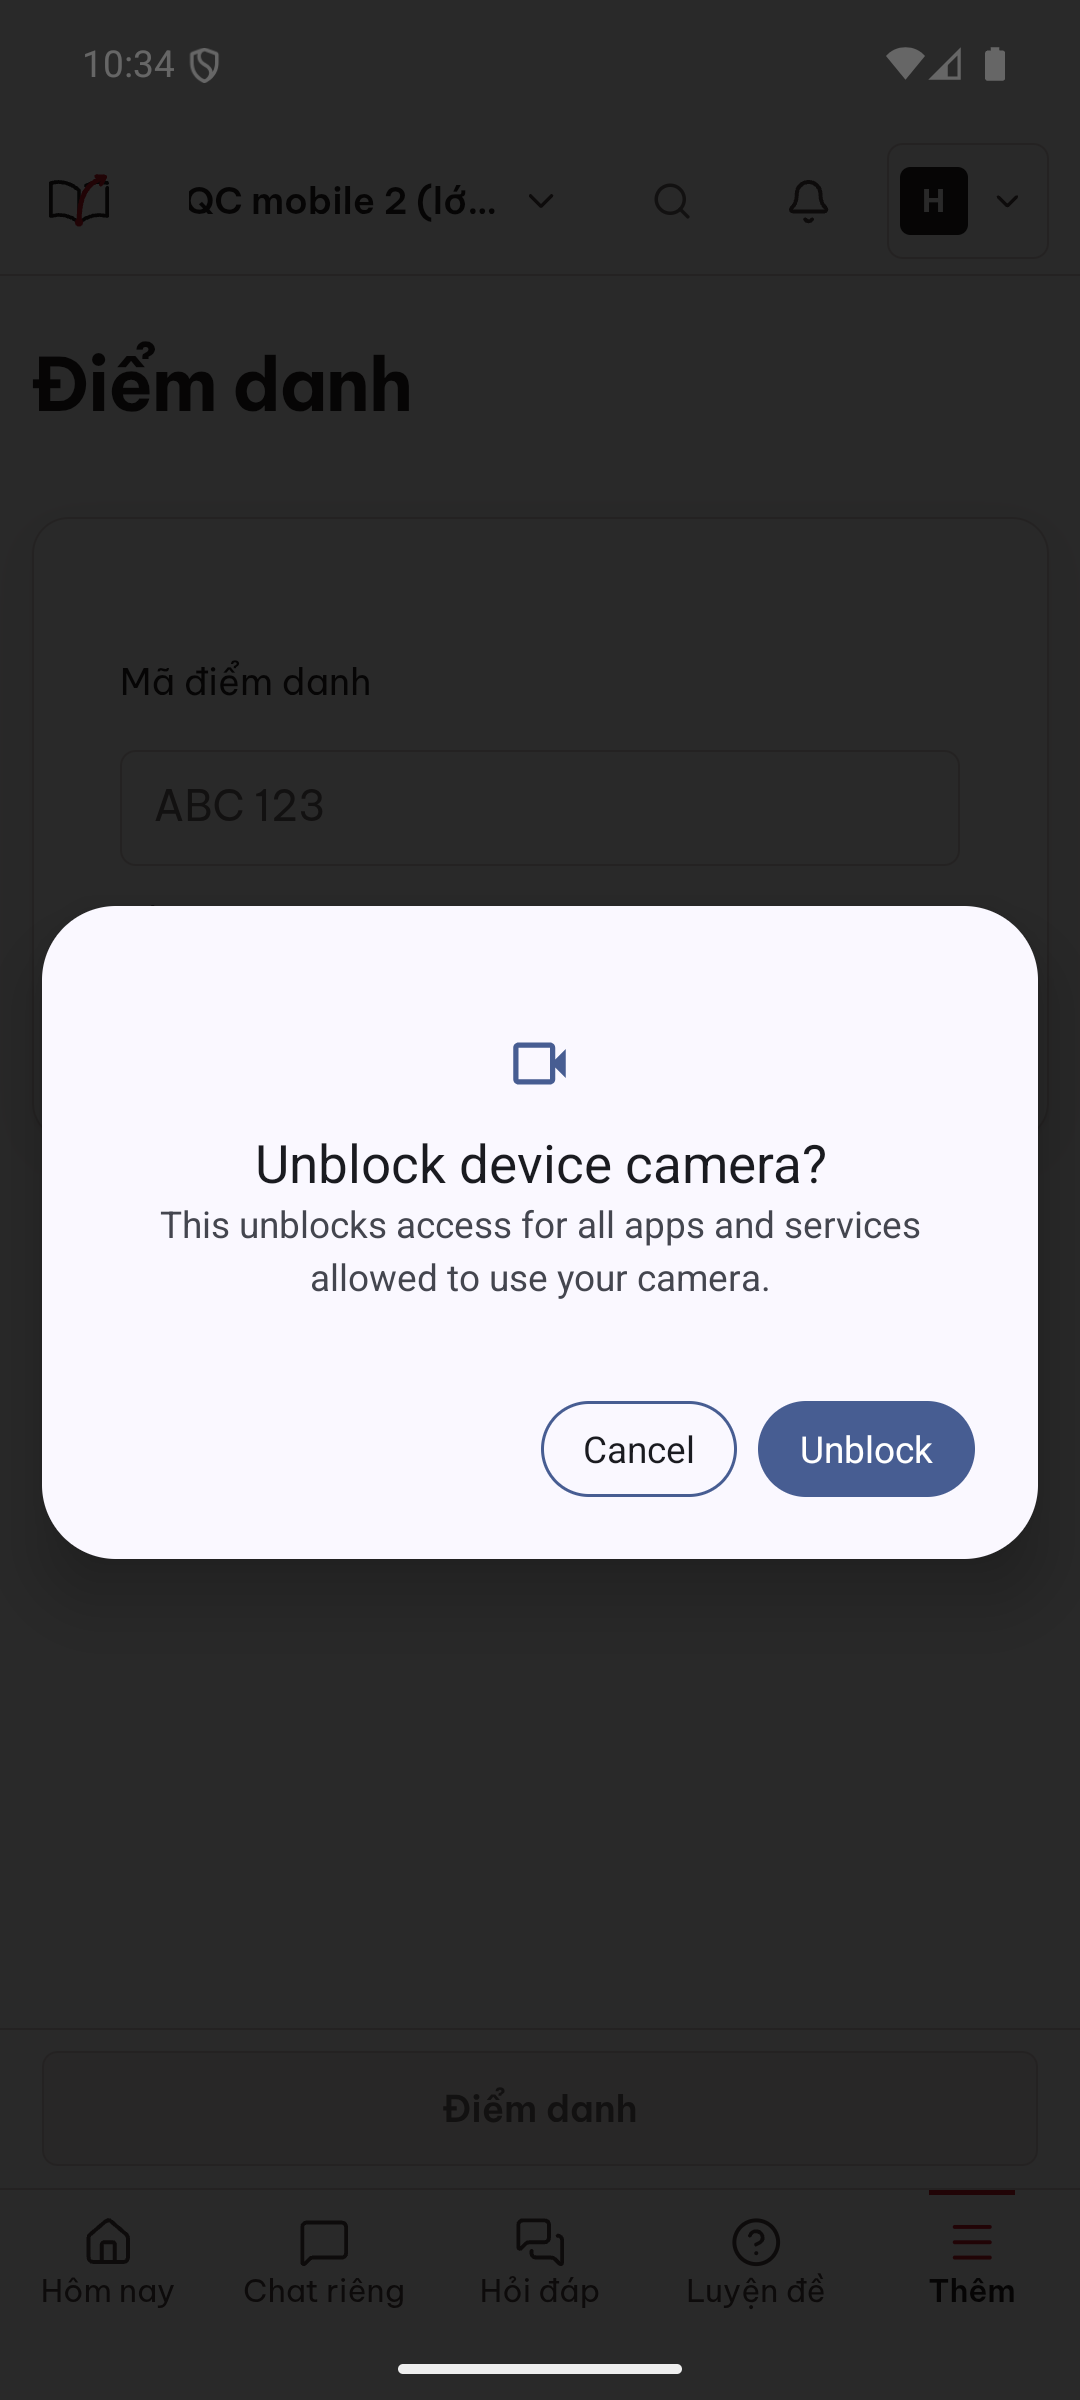 10:34
QC mobile 2 (lớ...
H
Điểm danh
Mã điểm danh
ABC 123
Unblock device camera?
This unblocks access for all apps and services
allowed to use your camera.
Cancel
Unblock
Điểm danh
Hôm nay
Chat riêng
Hỏi đáp
Luyện đề
Thêm